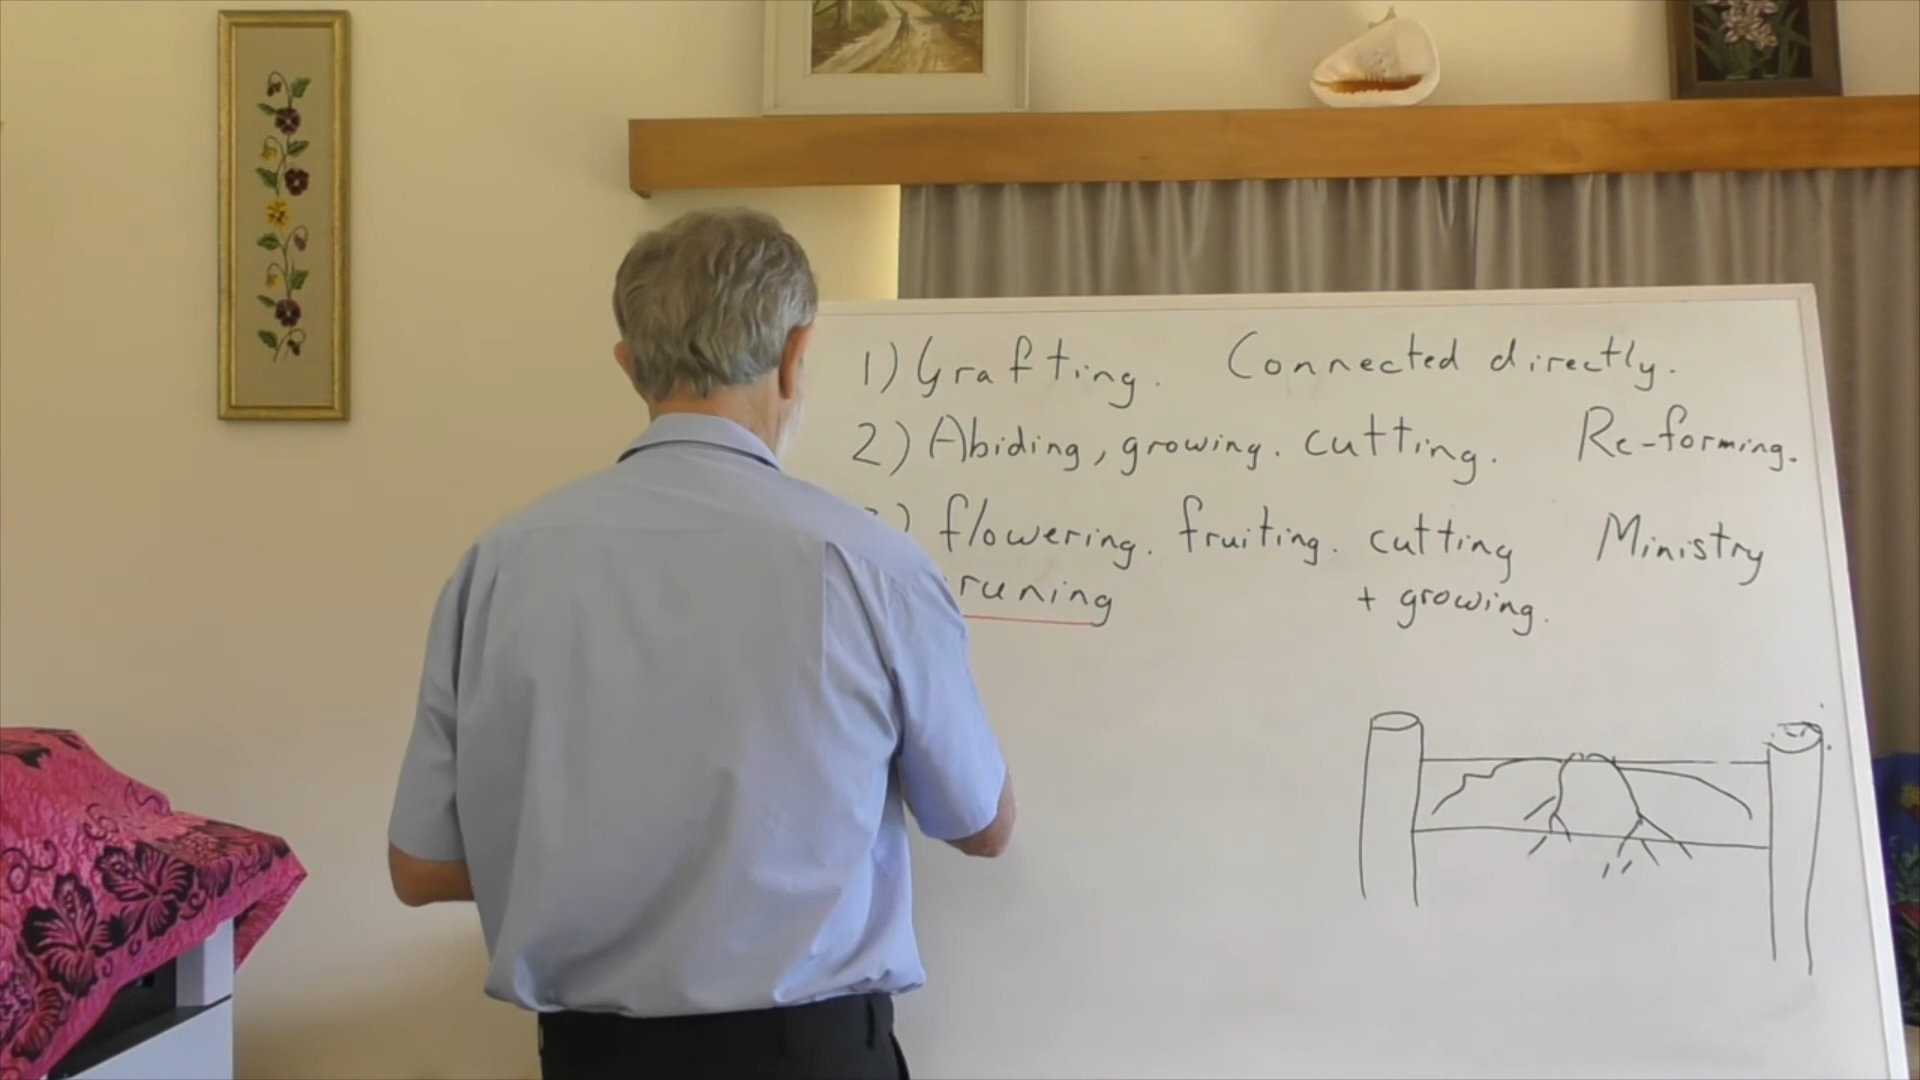 1) Grafting. Connected directly.
2) Abiding, growing. cutting. Re-forming.
) flowering. fruiting. cutting Ministry
runing + growing.